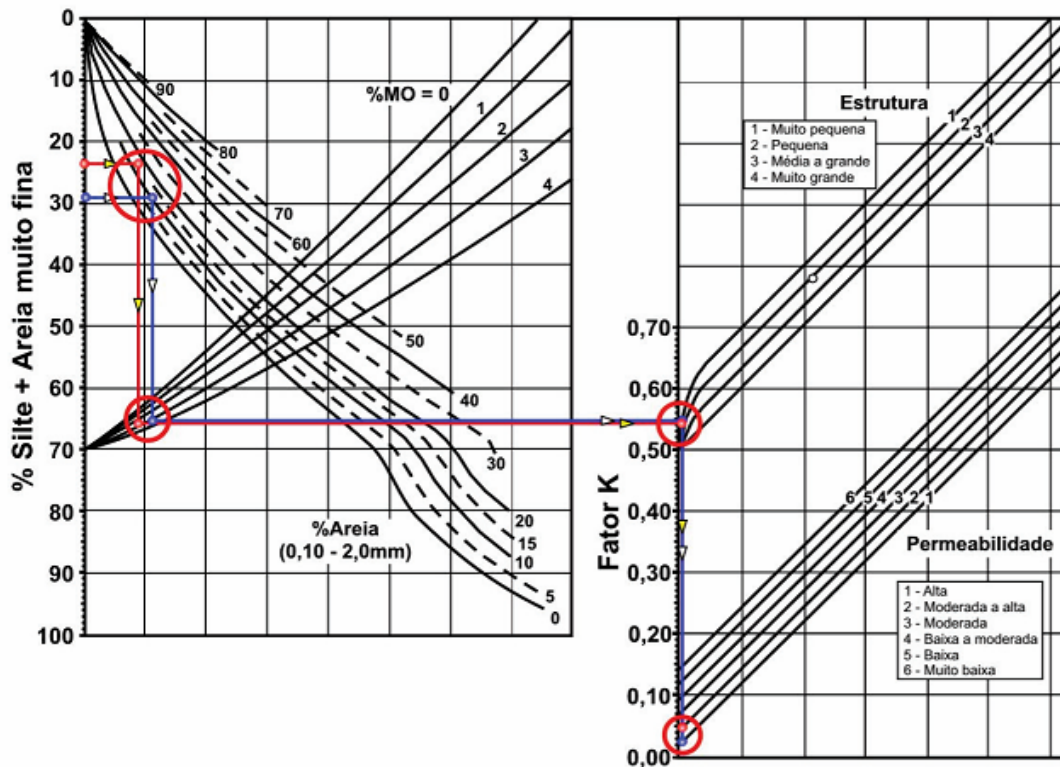 % Silte + Areia muito fina
0
10
20
30
40
50
60
70
80
90
100
90
80
70
60
50
40
30
20
15
10
5
0
%MO = 0
1
2
3
4
%Areia
(0,10 - 2,0mm)
Fator K
0,70
0,60
0,50
0,40
0,30
0,20
0,10
0,00
Estrutura
1 - Muito pequena
2 - Pequena
3 - Média a grande
4 - Muito grande
1
2
3
4
6 5 4 3 2 1
Permeabilidade
1 - Alta
2 - Moderada a alta
3 - Moderada
4 - Baixa a moderada
5 - Baixa
6 - Muito baixa